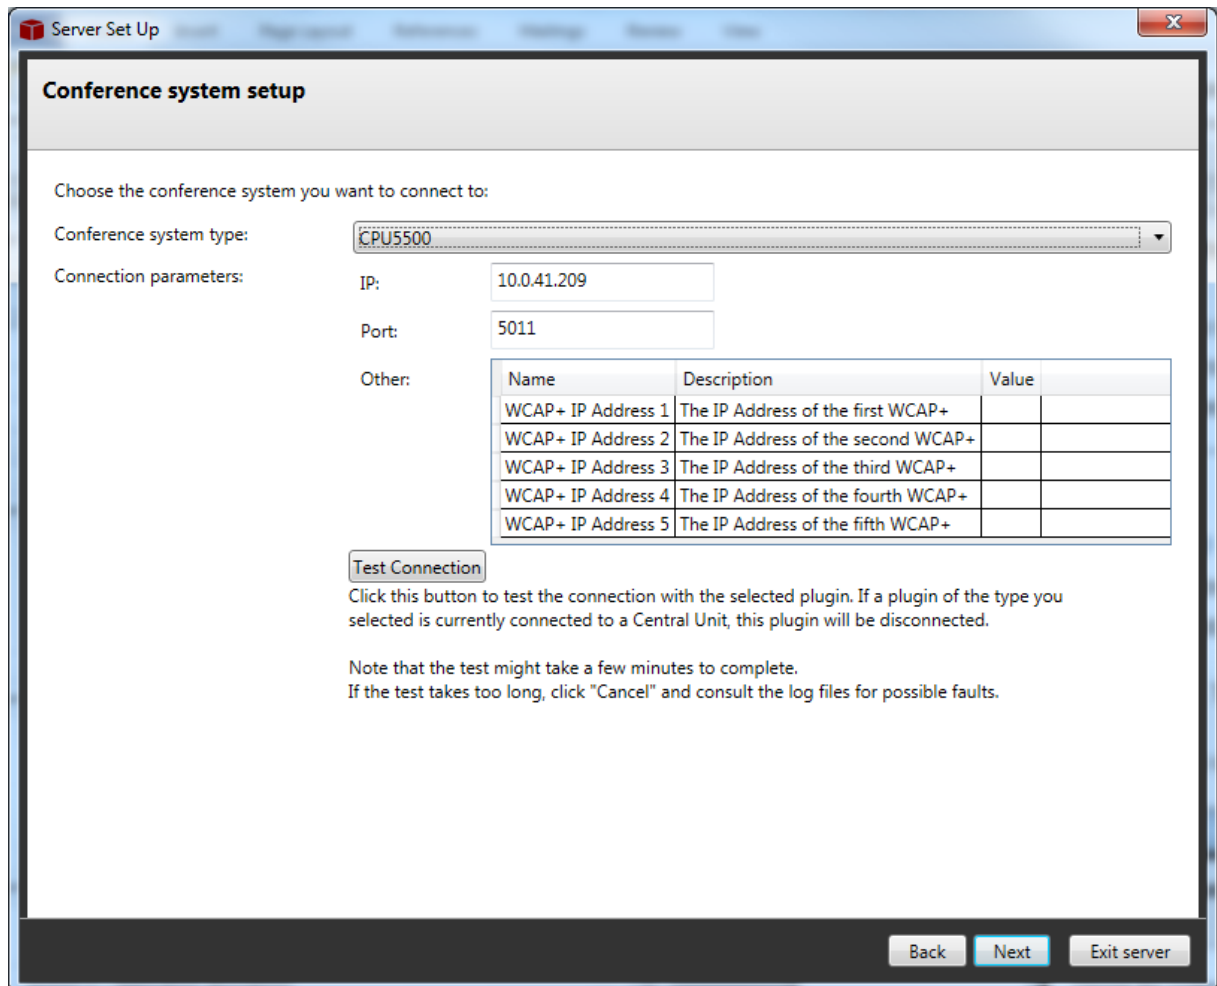 Server Set Up
Conference system setup
Choose the conference system you want to connect to:
Conference system type:
CPU5500
Connection parameters:
IP:
10.0.41.209
Port:
5011
Other:
Name Description Value
WCAP+ IP Address 1 The IP Address of the first WCAP+
WCAP+ IP Address 2 The IP Address of the second WCAP+
WCAP+ IP Address 3 The IP Address of the third WCAP+
WCAP+ IP Address 4 The IP Address of the fourth WCAP+
WCAP+ IP Address 5 The IP Address of the fifth WCAP+
Test Connection
Click this button to test the connection with the selected plugin. If a plugin of the type you
selected is currently connected to a Central Unit, this plugin will be disconnected.
Note that the test might take a few minutes to complete.
If the test takes too long, click "Cancel" and consult the log files for possible faults.
Back Next Exit server